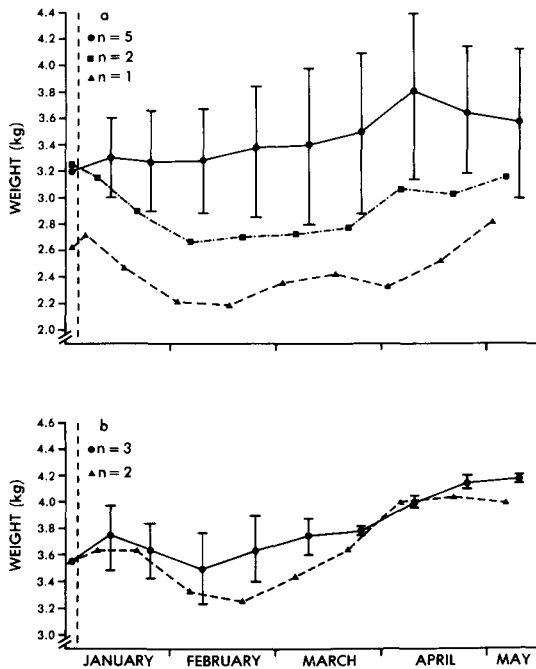 a
n = 5
n = 2
n = 1
WEIGHT (kg)
4.4
4.2
4.0
3.8
3.6
3.4
3.2
3.0
2.8
2.6
2.4
2.2
2.0
b
n = 3
n = 2
WEIGHT (kg)
4.6
4.4
4.2
4.0
3.8
3.6
3.4
3.2
3.0
JANUARY FEBRUARY MARCH APRIL MAY